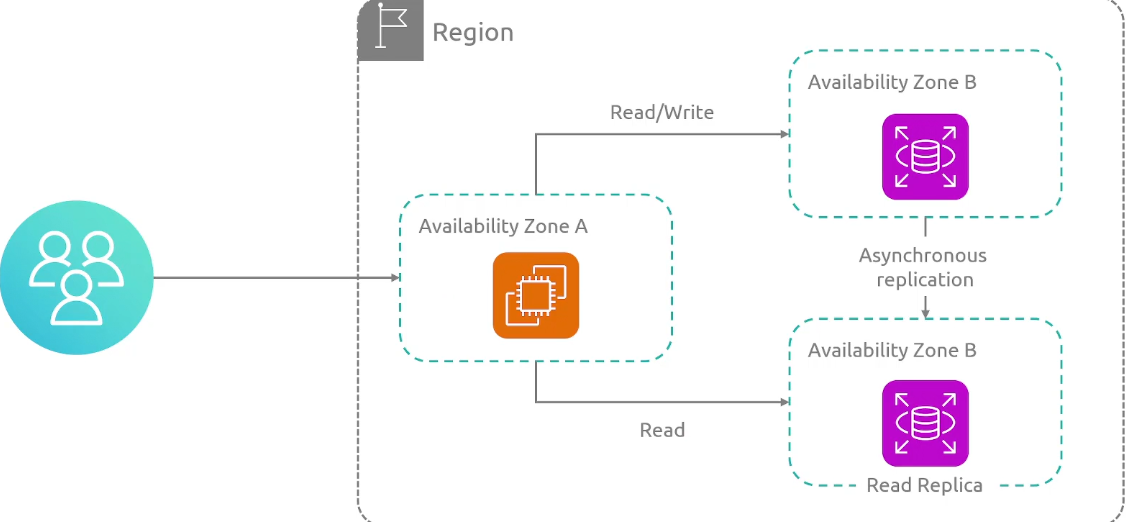 Region
Availability Zone B
Read/Write
Availability Zone A
Asynchronous
replication
Availability Zone B
Read
Read Replica